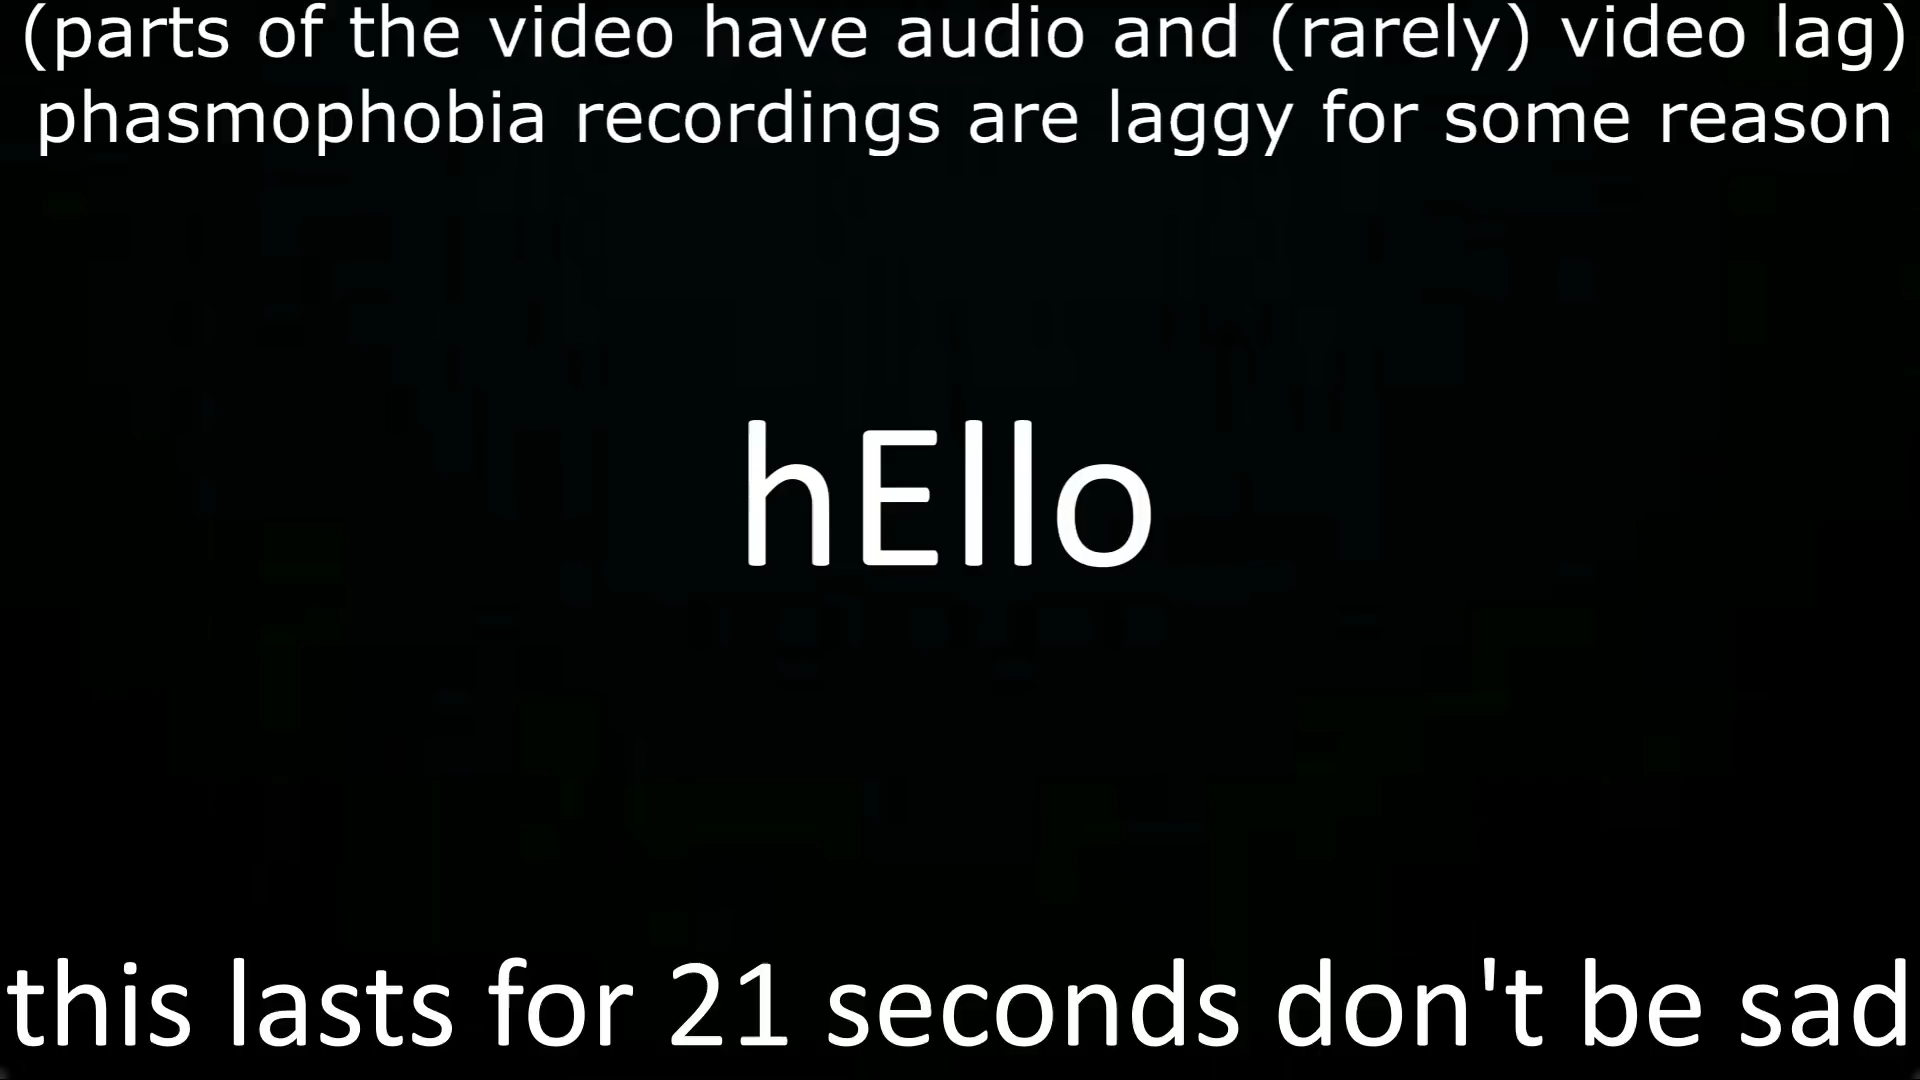 (parts of the video have audio and (rarely) video lag)
phasmophobia recordings are laggy for some reason
hEllo
this lasts for 21 seconds don't be sad